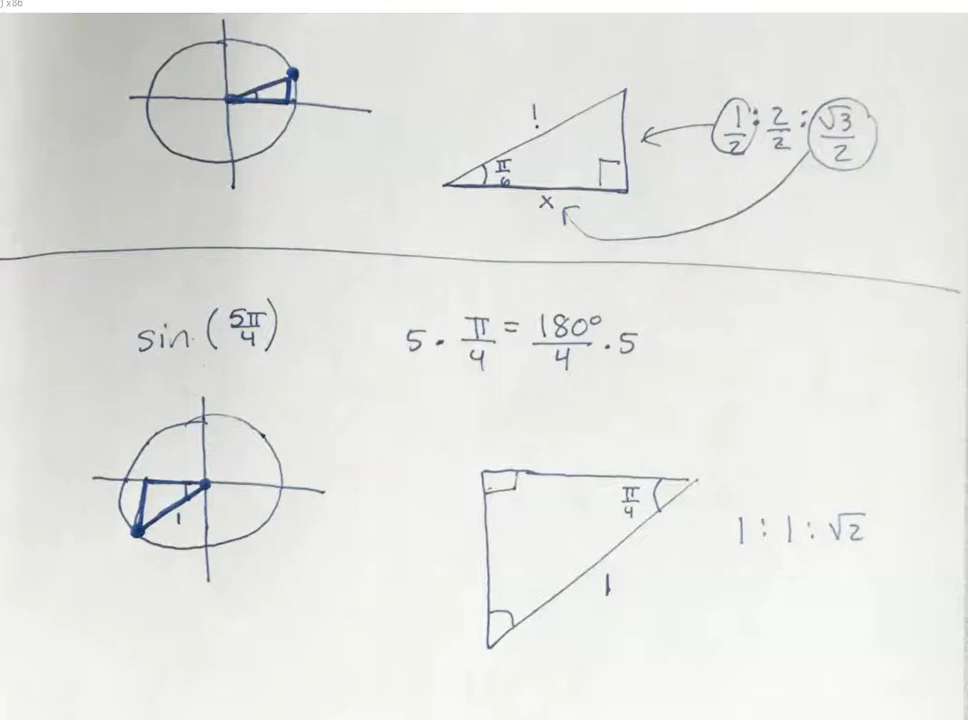 ) x86
1
1/2 : 2/2 : √3/2
π/6
x
sin (5π/4)
5 · π/4 = 180°/4 · 5
π/4
1 : 1 : √2
1
1